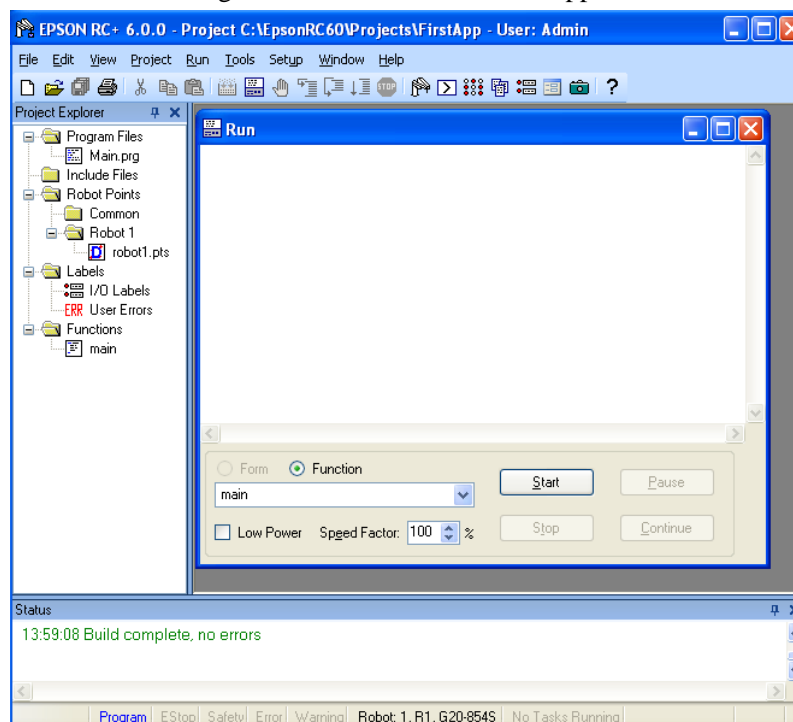 EPSON RC+ 6.0.0 - Project C:\EpsonRC60\Projects\FirstApp - User: Admin
File Edit View Project Run Tools Setup Window Help
STOP ?
Project Explorer
Program Files
Main.prg
Include Files
Robot Points
Common
Robot 1
robot1.pts
Labels
I/O Labels
ERR User Errors
Functions
main
Run
Form Function
main
Start Pause
Low Power Speed Factor: 100 %
Stop Continue
Status
13:59:08 Build complete, no errors
Program EStop Safety Error Warning Robot: 1, R1, G20-854S No Tasks Running